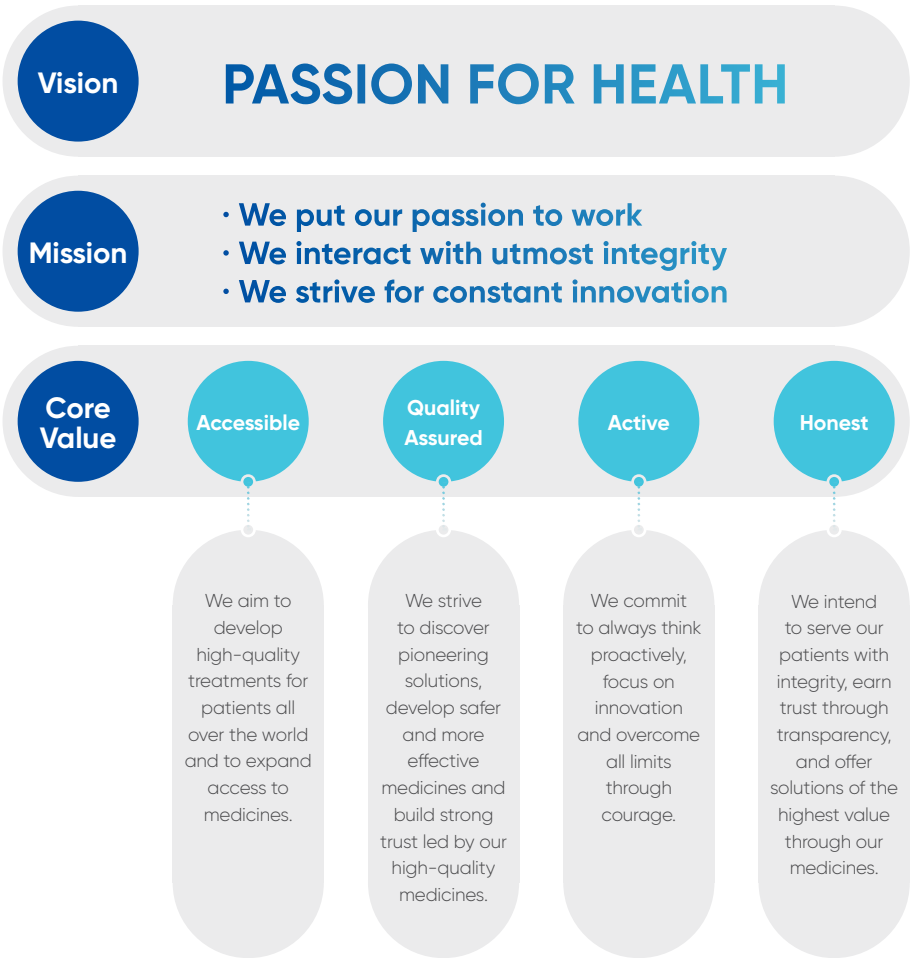 Vision
PASSION FOR HEALTH
Mission
· We put our passion to work
· We interact with utmost integrity
· We strive for constant innovation
Core
Value
Accessible
Quality
Assured
Active
Honest
We aim to
develop
high-quality
treatments for
patients all
over the world
and to expand
access to
medicines.
We strive
to discover
pioneering
solutions,
develop safer
and more
effective
medicines and
build strong
trust led by our
high-quality
medicines.
We commit
to always think
proactively,
focus on
innovation
and overcome
all limits
through
courage.
We intend
to serve our
patients with
integrity, earn
trust through
transparency,
and offer
solutions of the
highest value
through our
medicines.